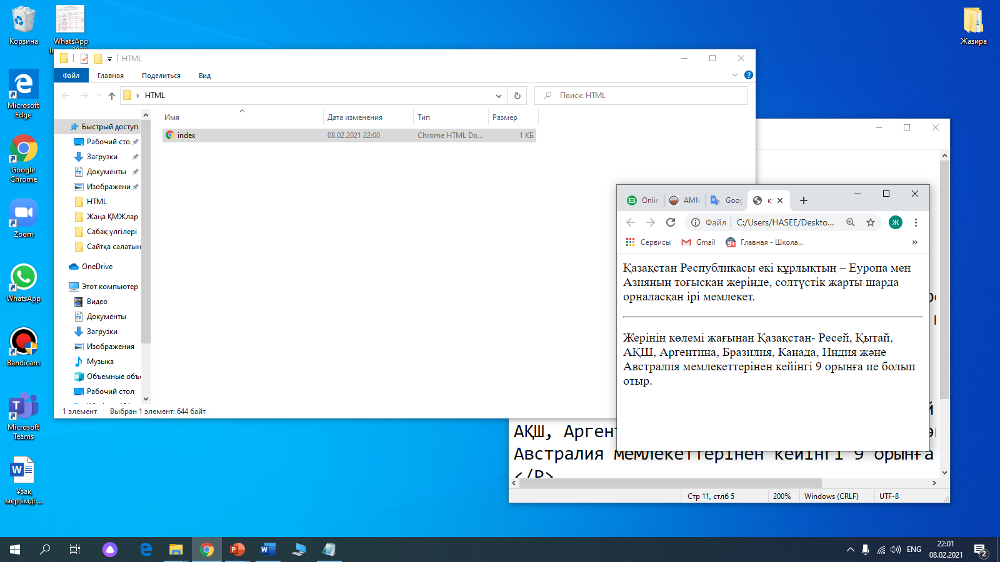 Корзина
WhatsApp
Жазира
Microsoft
Edge
Google
Chrome
Zoom
WhatsApp
Bandicam
Microsoft
Teams
Ұзақ
мерзімді ...
HTML
Файл
Главная
Поделиться
Вид
HTML
Поиск: HTML
Имя
Дата изменения
Тип
Размер
index
08.02.2021 22:00
Chrome HTML Do...
1 КБ
Быстрый доступ
Рабочий сто
Загрузки
Документы
Изображени
HTML
Жаңа ҚМЖлар
Сабақ үлгілері
Сайтқа салатын
OneDrive
Этот компьютер
Видео
Документы
Загрузки
Изображения
Музыка
Объемные объ
Рабочий стол
1 элемент
Выбран 1 элемент: 644 байт
Onlin
AMM
Goog
Файл
C:/Users/HASEE/Deskto...
Ж
Сервисы
Gmail
Главная - Школа...
»
Қазақстан Республикасы екі құрлықтың – Еуропа мен
Азияның тоғысқан жерінде, солтүстік жарты шарда
орналасқан ірі мемлекет.
Жерінің көлемі жағынан Қазақстан- Ресей, Қытай,
АҚШ, Аргентина, Бразилия, Канада, Индия және
Австралия мемлекеттерінен кейінгі 9 орынға ие болып
отыр.
АҚШ, Аргент
Австралия мемлекеттерінен кейінгі 9 орынға
</P>
Стр 11, стлб 5
200%
Windows (CRLF)
UTF-8
ENG
22:01
08.02.2021
2